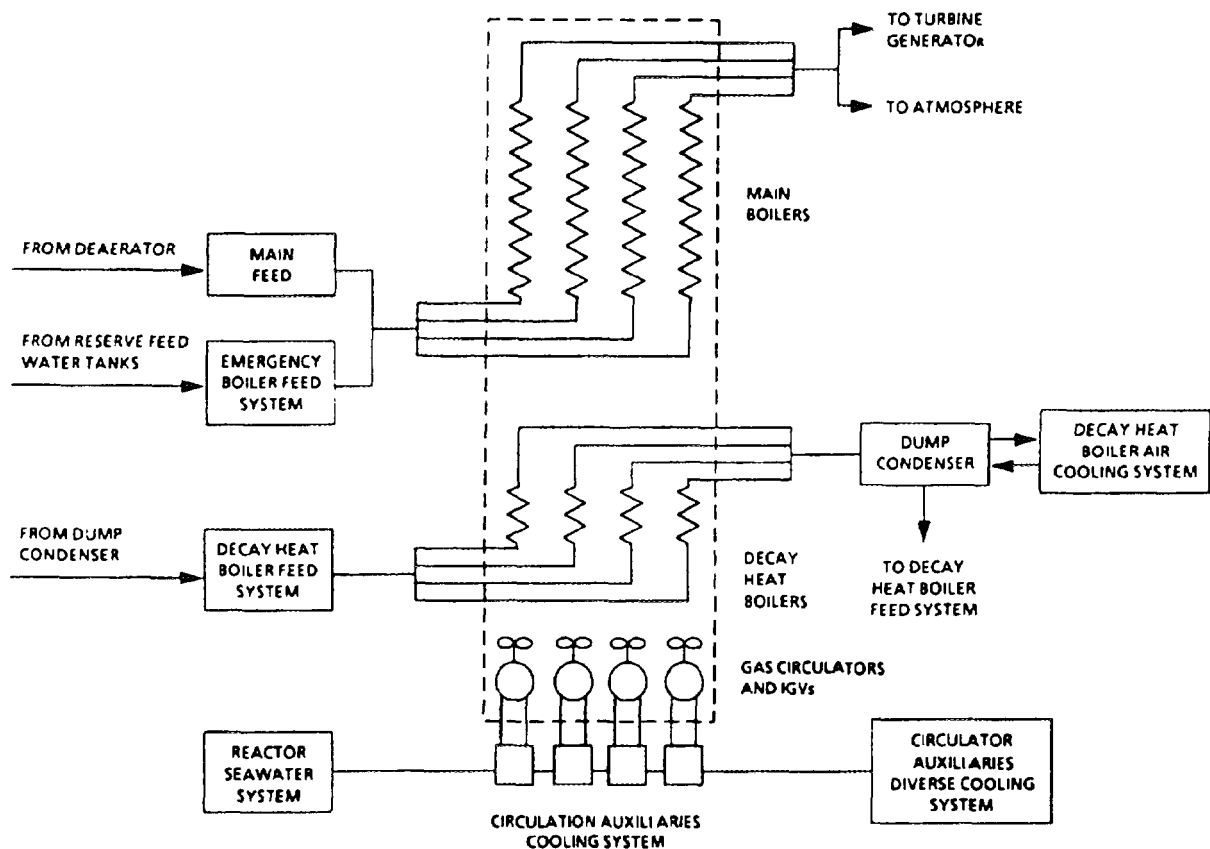 TO TURBINE
GENERATOR
TO ATMOSPHERE
MAIN
BOILERS
FROM DEAERATOR
MAIN
FEED
FROM RESERVE FEED
WATER TANKS
EMERGENCY
BOILER FEED
SYSTEM
DUMP
CONDENSER
DECAY HEAT
BOILER AIR
COOLING SYSTEM
FROM DUMP
CONDENSER
DECAY HEAT
BOILER FEED
SYSTEM
DECAY
HEAT
BOILERS
TO DECAY
HEAT BOILER
FEED SYSTEM
GAS CIRCULATORS
AND IGVs
REACTOR
SEAWATER
SYSTEM
CIRCULATOR
AUXILIARIES
DIVERSE COOLING
SYSTEM
CIRCULATION AUXILIARIES
COOLING SYSTEM